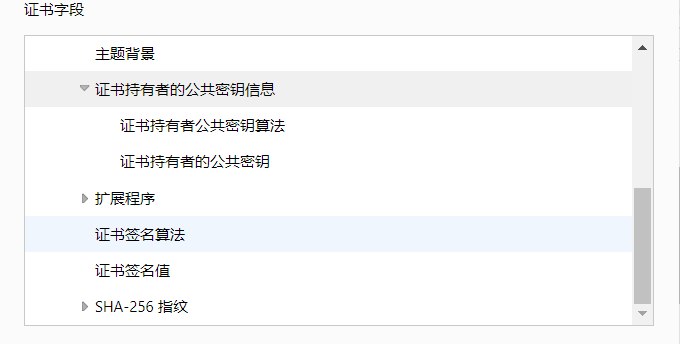 证书字段
主题背景
证书持有者的公共密钥信息
证书持有者公共密钥算法
证书持有者的公共密钥
扩展程序
证书签名算法
证书签名值
SHA-256 指纹